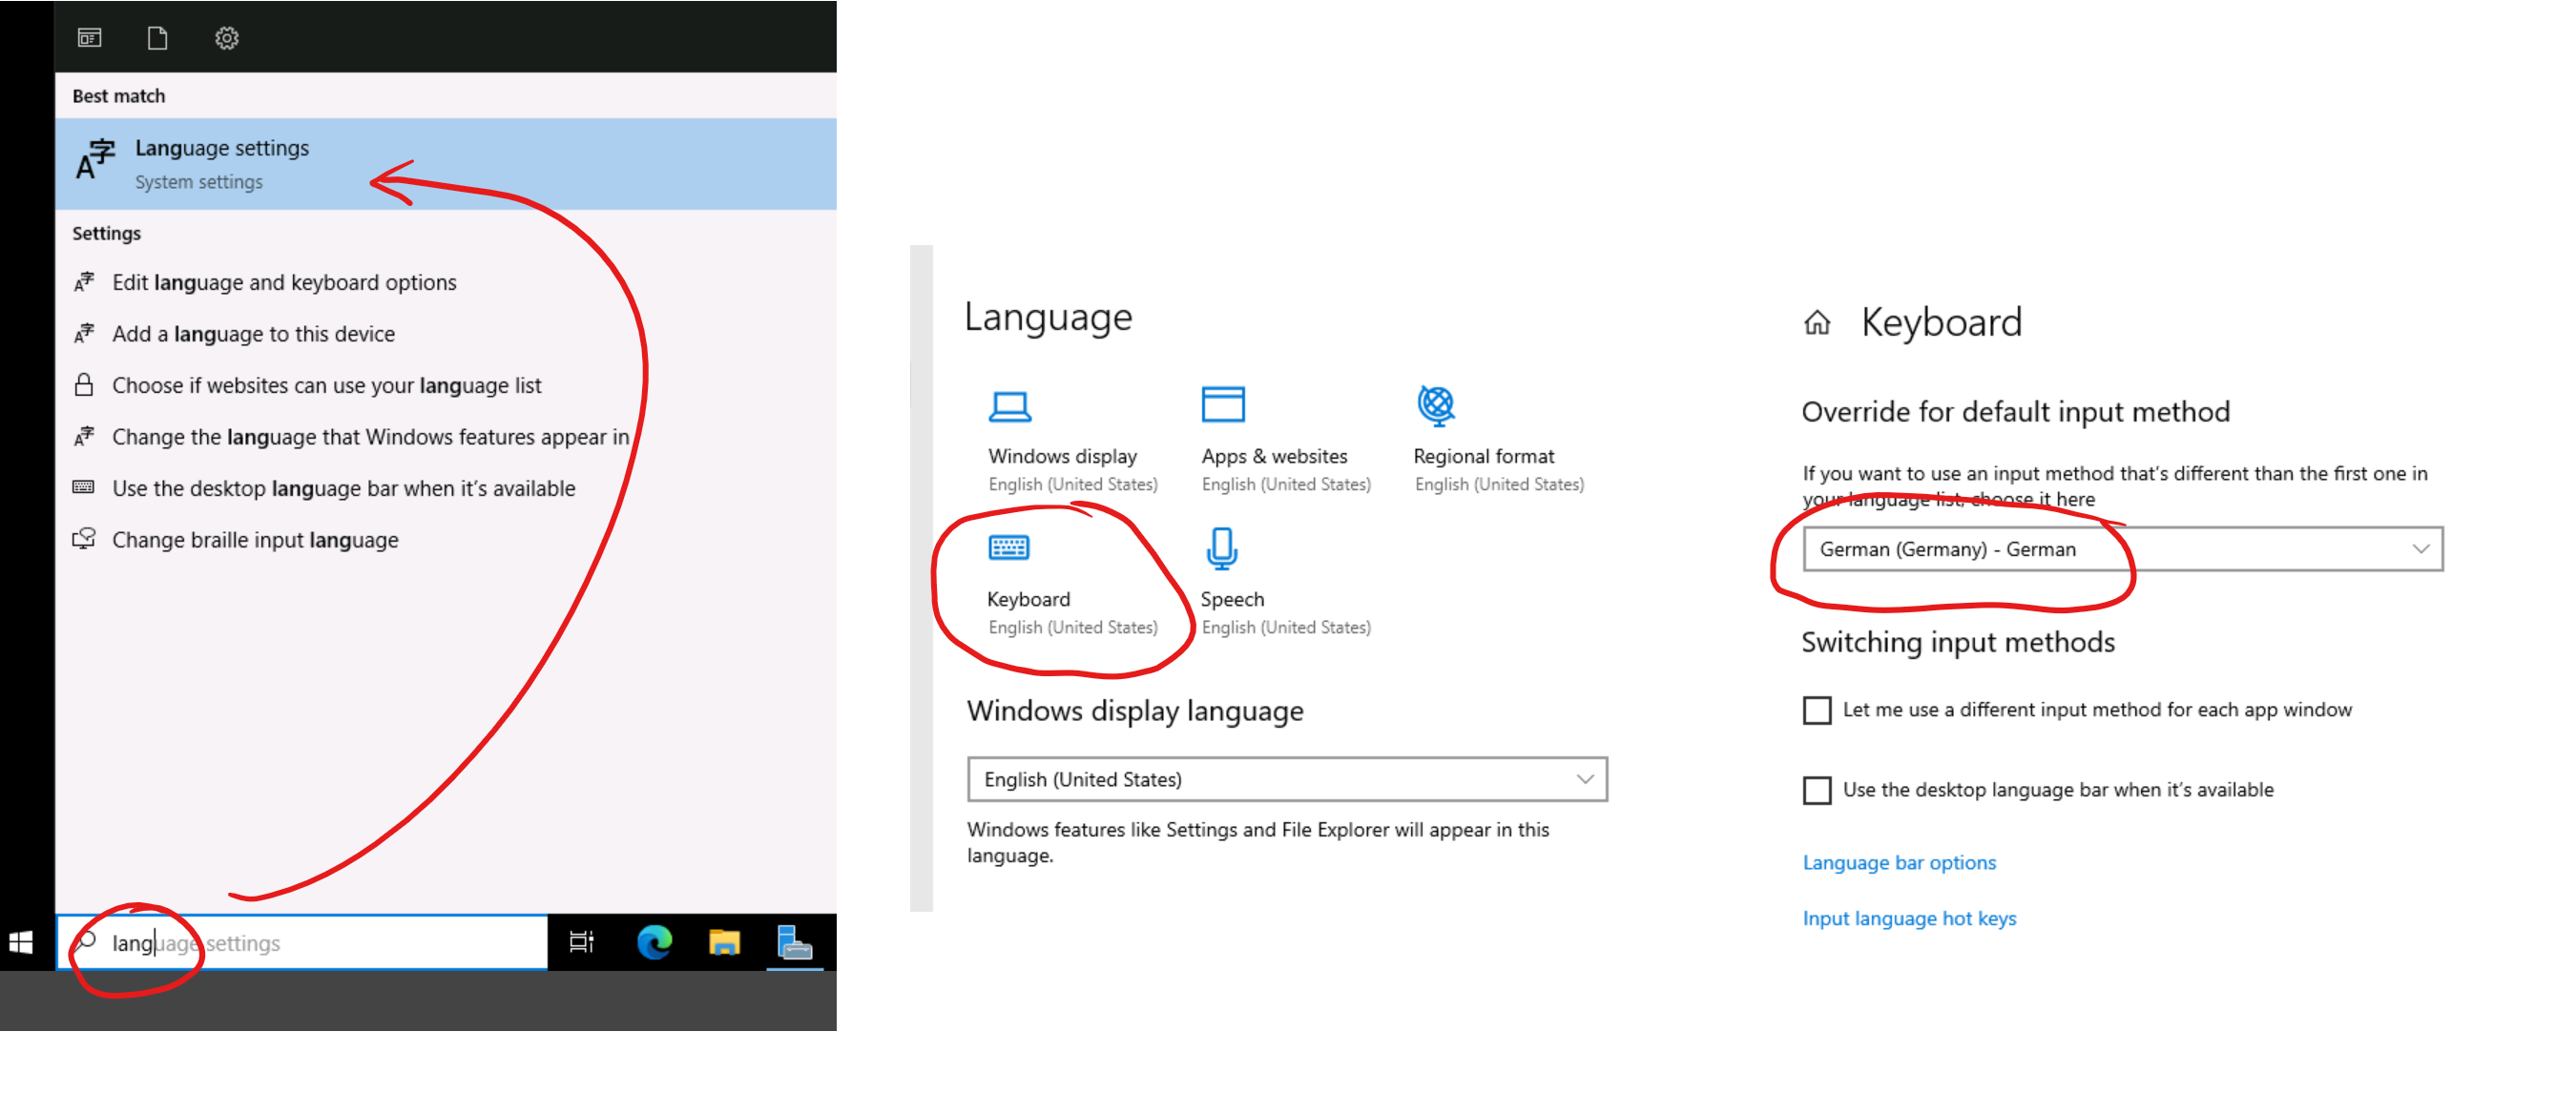 Best match
Language settings
System settings
Settings
Edit language and keyboard options
Add a language to this device
Choose if websites can use your language list
Change the language that Windows features appear in
Use the desktop language bar when it's available
Change braille input language
language settings
Language
Windows display
English (United States)
Apps & websites
English (United States)
Regional format
English (United States)
Keyboard
English (United States)
Speech
English (United States)
Windows display language
English (United States)
Windows features like Settings and File Explorer will appear in this
language.
Keyboard
Override for default input method
If you want to use an input method that's different than the first one in
your language list, choose it here
German (Germany) - German
Switching input methods
Let me use a different input method for each app window
Use the desktop language bar when it's available
Language bar options
Input language hot keys